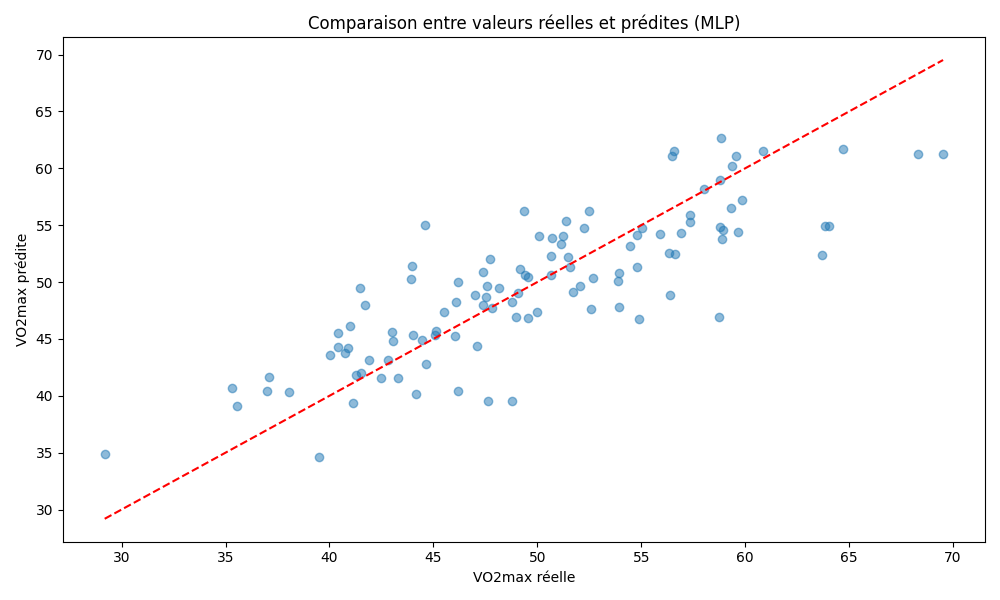 Comparaison entre valeurs réelles et prédites (MLP)
VO2max prédite
70
65
60
55
50
45
40
35
30
30 35 40 45 50 55 60 65 70
VO2max réelle